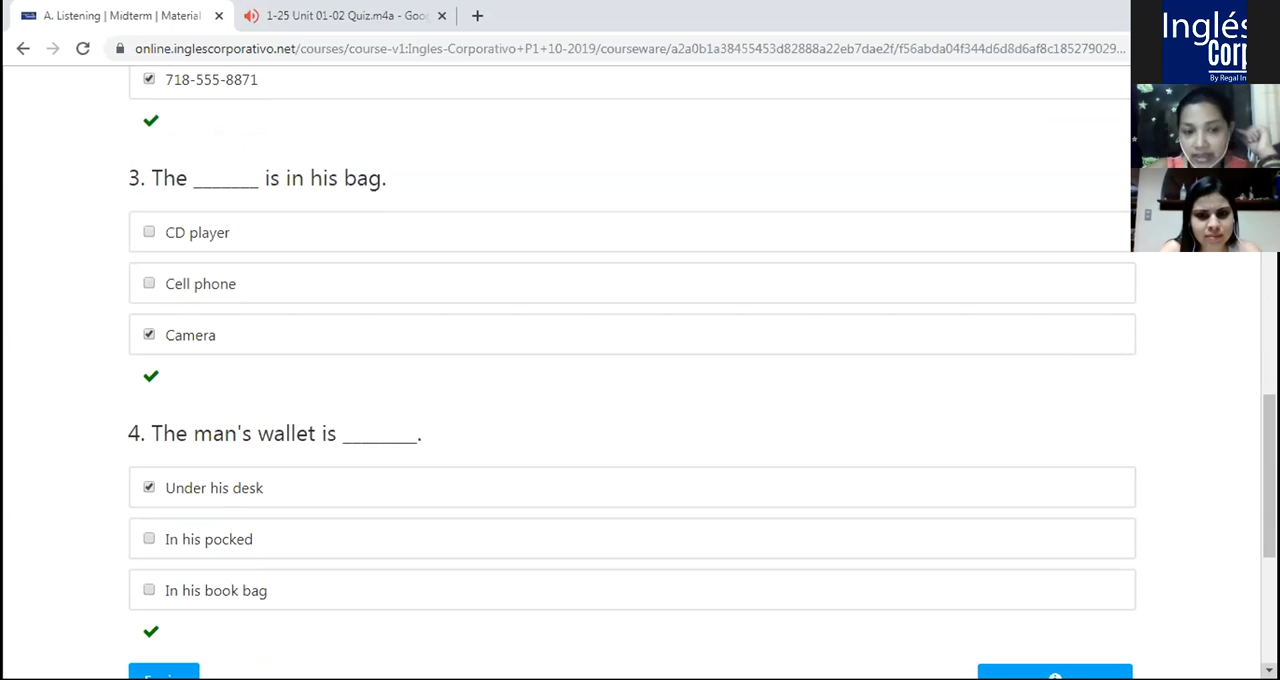 A. Listening | Midterm | Material
1-25 Unit 01-02 Quiz.m4a - Goo
online.inglescorporativo.net/courses/course-v1:Ingles-Corporativo+P1+10-2019/courseware/a2a0b1a38455453d82888a22eb7dae2f/f56abda04f344d6d8d6af8c185279029...
Inglés
Corp
By Regal In
718-555-8871
3. The _______ is in his bag.
CD player
Cell phone
Camera
4. The man's wallet is ________.
Under his desk
In his pocked
In his book bag